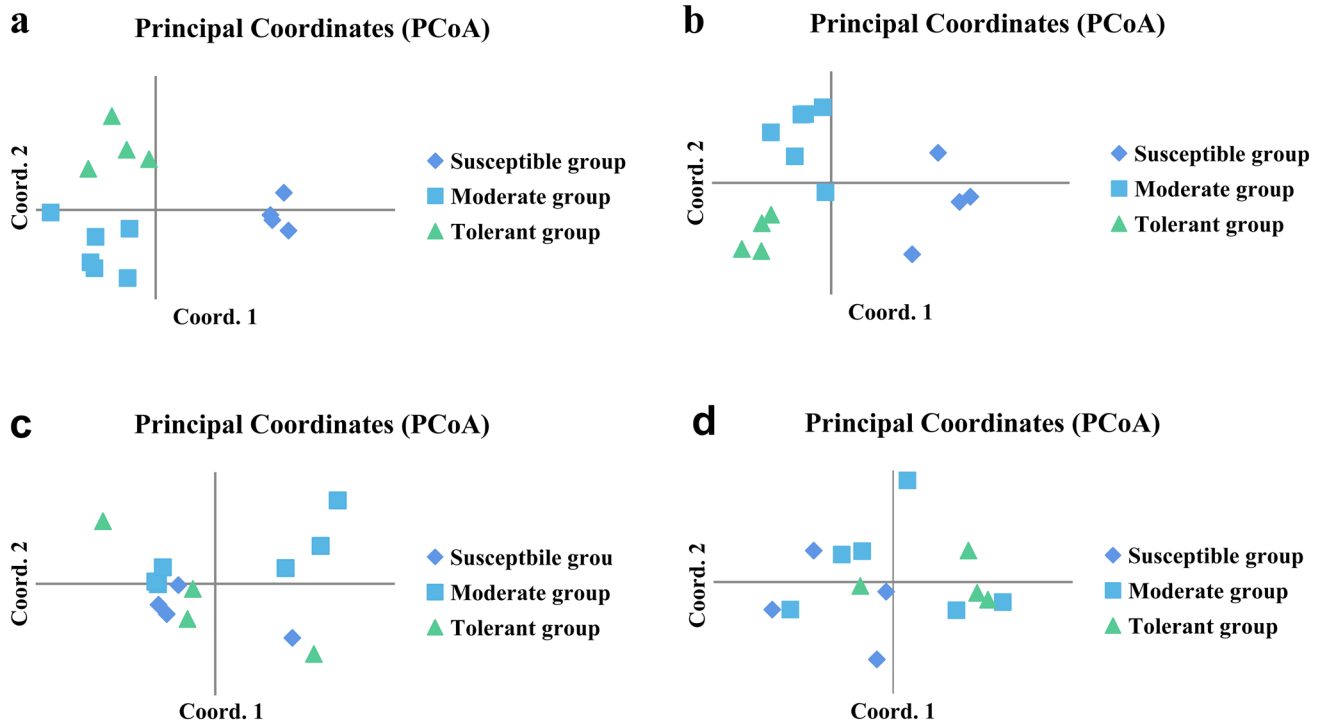 a
Principal Coordinates (PCoA)
Coord. 2
Susceptible group
Moderate group
Tolerant group
Coord. 1
b
Principal Coordinates (PCoA)
Coord. 2
Susceptible group
Moderate group
Tolerant group
Coord. 1
c
Principal Coordinates (PCoA)
Coord. 2
Susceptbile grou
Moderate group
Tolerant group
Coord. 1
d
Principal Coordinates (PCoA)
Coord. 2
Susceptible group
Moderate group
Tolerant group
Coord. 1